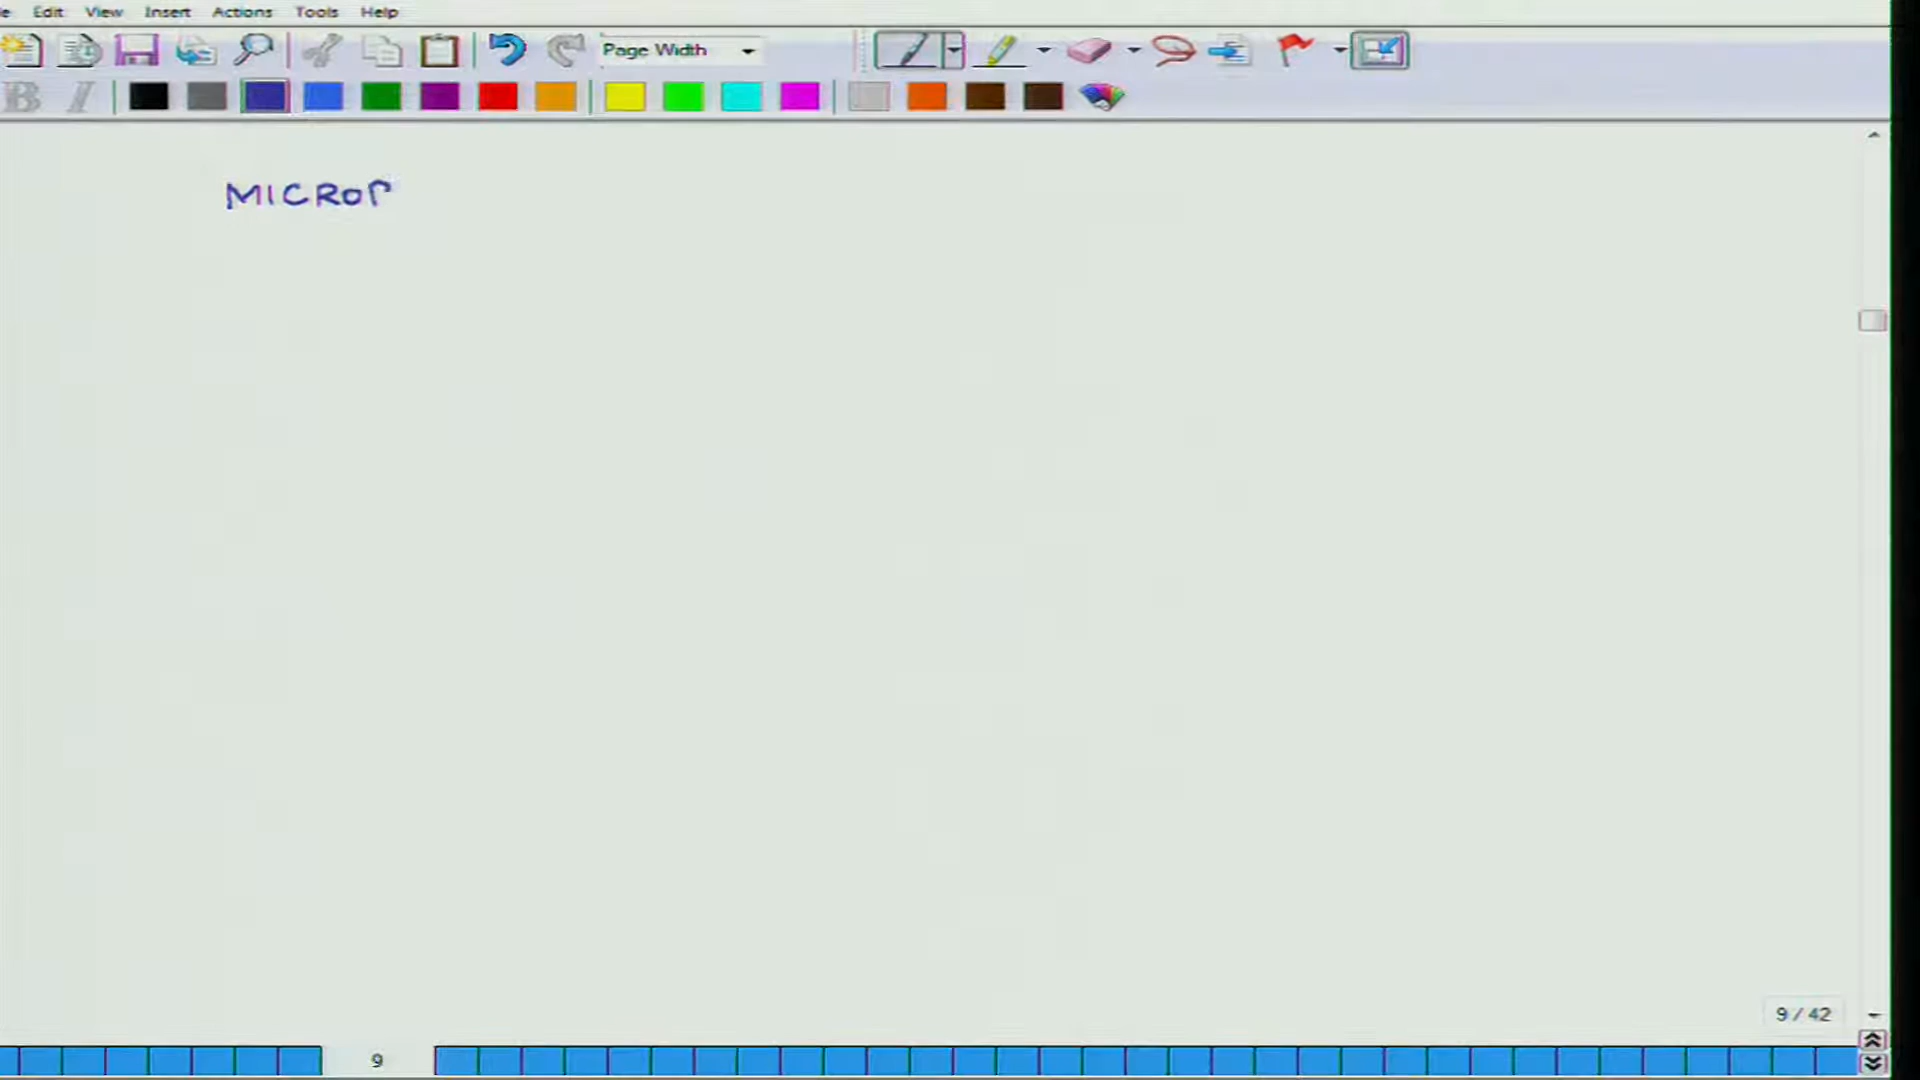 Edit View Insert Actions Tools Help
Page Width
B I
MICROP
9 / 42
9